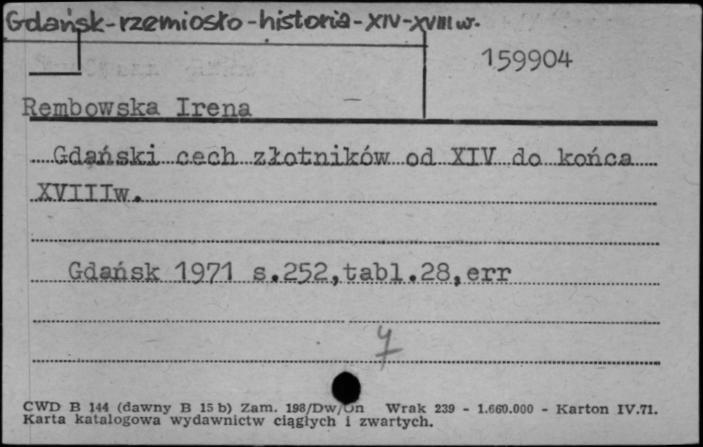 Gdańsk-rzemiosło-historia-XIV-XVIII w.
159904
Rembowska Irena
Gdański cech złotników od XIV do końca
XVIIIw.
Gdańsk 1971 s.252,tabl.28,err
4
CWD B 144 (dawny B 15 b) Zam. 198/Dw/Un Wrak 239 - 1.660.000 - Karton IV.71.
Karta katalogowa wydawnictw ciągłych i zwartych.